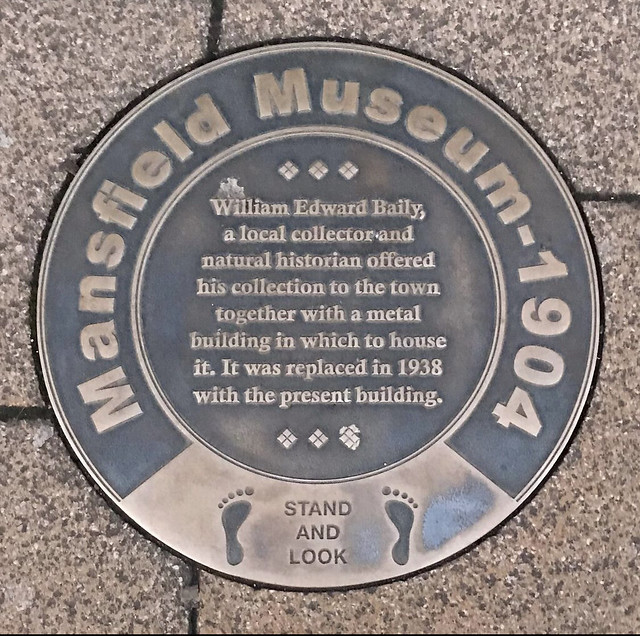 Mansfield Museum-1904
William Edward Baily,
a local collector and
natural historian offered
his collection to the town
together with a metal
building in which to house
it. It was replaced in 1938
with the present building.
STAND
AND
LOOK